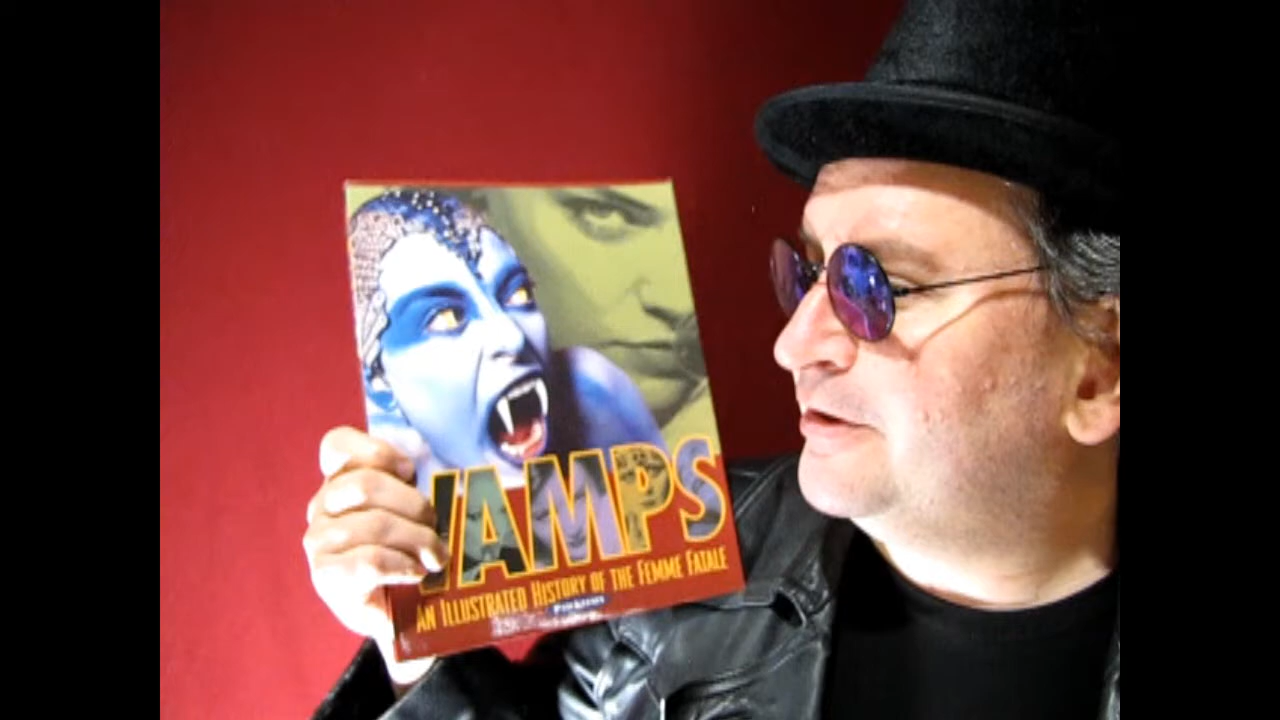 VAMPS
AN ILLUSTRATED HISTORY OF THE FEMME FATALE